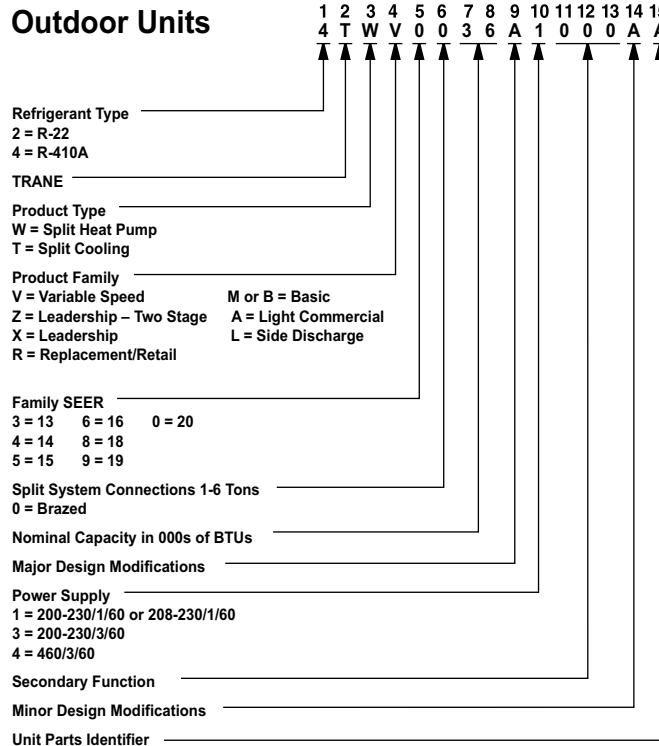 Outdoor Units
1 2 3 4 5 6 7 8 9 10 11 12 13 14 15
4 T W V 0 0 3 6 A 1 0 0 0 A A
Refrigerant Type
2 = R-22
4 = R-410A
TRANE
Product Type
W = Split Heat Pump
T = Split Cooling
Product Family
V = Variable Speed M or B = Basic
Z = Leadership – Two Stage A = Light Commercial
X = Leadership L = Side Discharge
R = Replacement/Retail
Family SEER
3 = 13 6 = 16 0 = 20
4 = 14 8 = 18
5 = 15 9 = 19
Split System Connections 1-6 Tons
0 = Brazed
Nominal Capacity in 000s of BTUs
Major Design Modifications
Power Supply
1 = 200-230/1/60 or 208-230/1/60
3 = 200-230/3/60
4 = 460/3/60
Secondary Function
Minor Design Modifications
Unit Parts Identifier